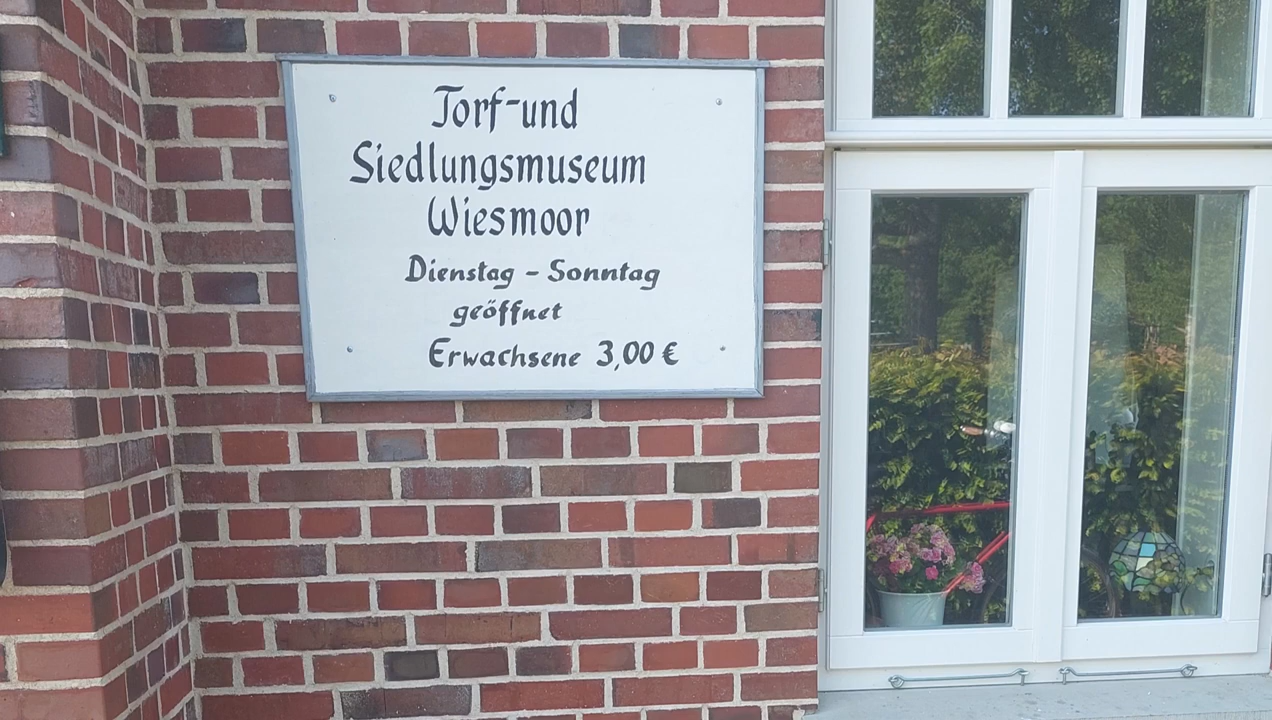 Torf-und
Siedlungsmuseum
Wiesmoor
Dienstag - Sonntag
geöffnet
Erwachsene 3,00 €